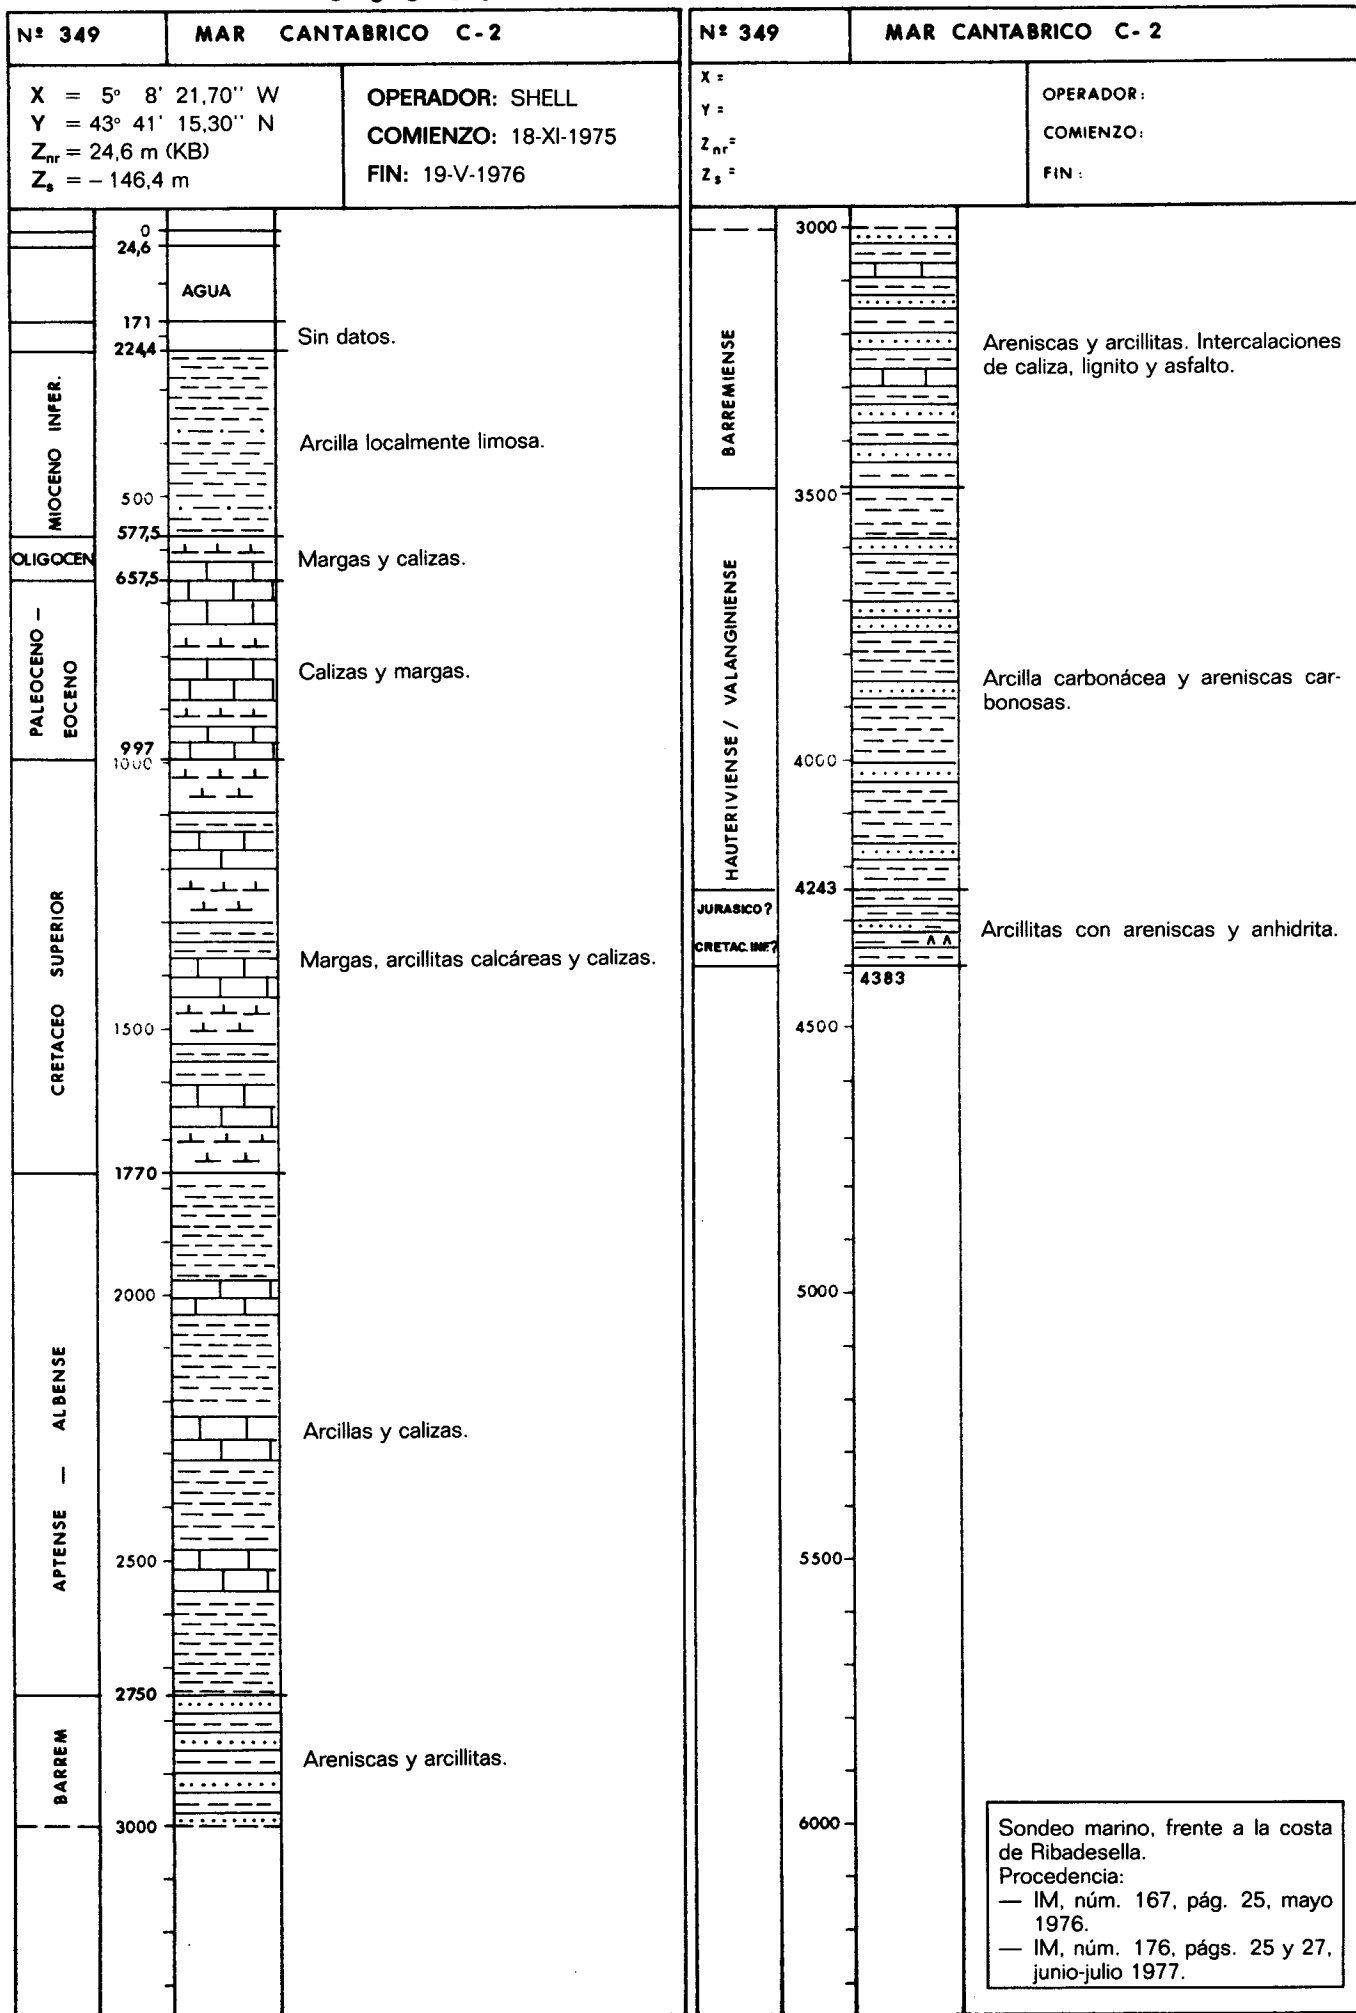 Nº 349 MAR CANTABRICO C-2
X = 5° 8' 21,70'' W
Y = 43° 41' 15,30'' N
Znr = 24,6 m (KB)
Zs = – 146,4 m
OPERADOR: SHELL
COMIENZO: 18-XI-1975
FIN: 19-V-1976
0
24,6
AGUA
171
Sin datos.
224,4
MIOCENO INFER.
Arcilla localmente limosa.
500
577,5
OLIGOCEN
Margas y calizas.
657,5
PALEOCENO –
EOCENO
Calizas y margas.
997
1000
CRETACEO SUPERIOR
Margas, arcillitas calcáreas y calizas.
1500
1770
2000
APTENSE — ALBENSE
Arcillas y calizas.
2500
2750
BARREM
Areniscas y arcillitas.
3000
Nº 349 MAR CANTABRICO C-2
X =
Y =
Znr=
Zs =
OPERADOR:
COMIENZO:
FIN:
3000
BARREMIENSE
Areniscas y arcillitas. Intercalaciones
de caliza, lignito y asfalto.
3500
HAUTERIVIENSE / VALANGINIENSE
Arcilla carbonácea y areniscas car-
bonosas.
4000
4243
JURASICO?
CRETAC. INF?
Arcillitas con areniscas y anhidrita.
4383
4500
5000
5500
6000
Sondeo marino, frente a la costa
de Ribadesella.
Procedencia:
— IM, núm. 167, pág. 25, mayo
1976.
— IM, núm. 176, págs. 25 y 27,
junio-julio 1977.